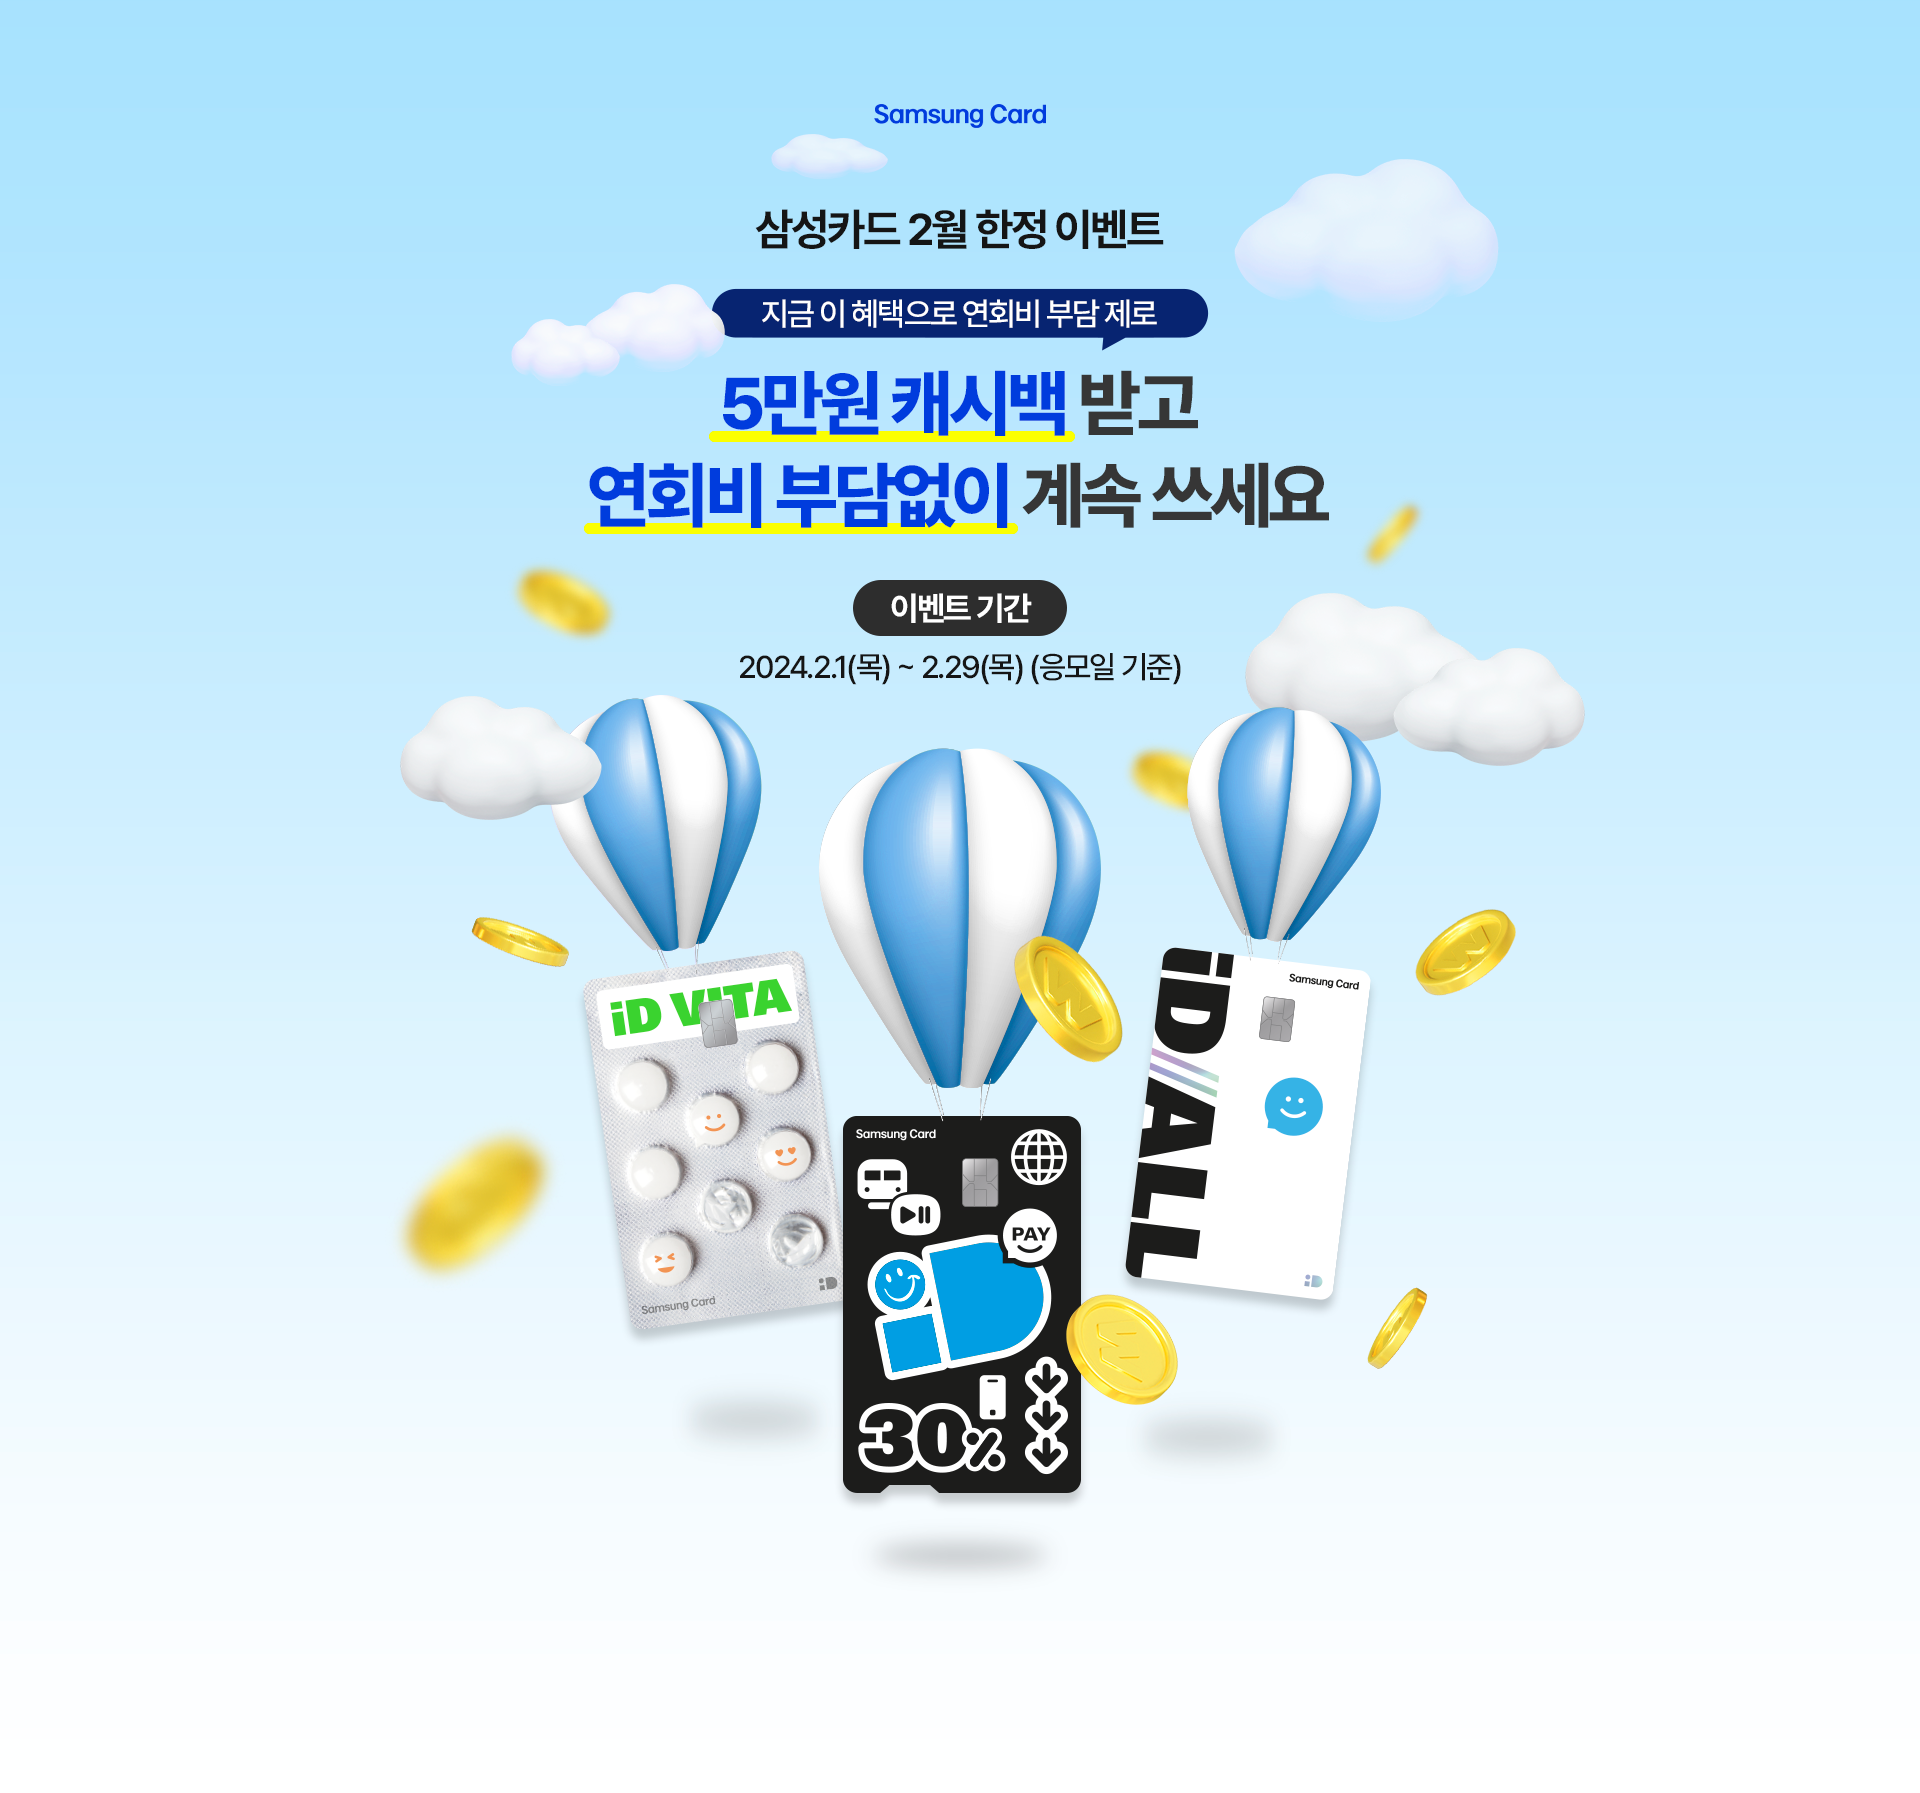 Samsung Card
삼성카드 2월 한정 이벤트
지금 이 혜택으로 연회비 부담 제로
5만원 캐시백 받고
연회비 부담없이 계속 쓰세요
이벤트 기간
2024.2.1(목) ~ 2.29(목) (응모일 기준)
iD VITA
Samsung Card
iD
Samsung Card
PAY
30%
Samsung Card
iD ALL
iD